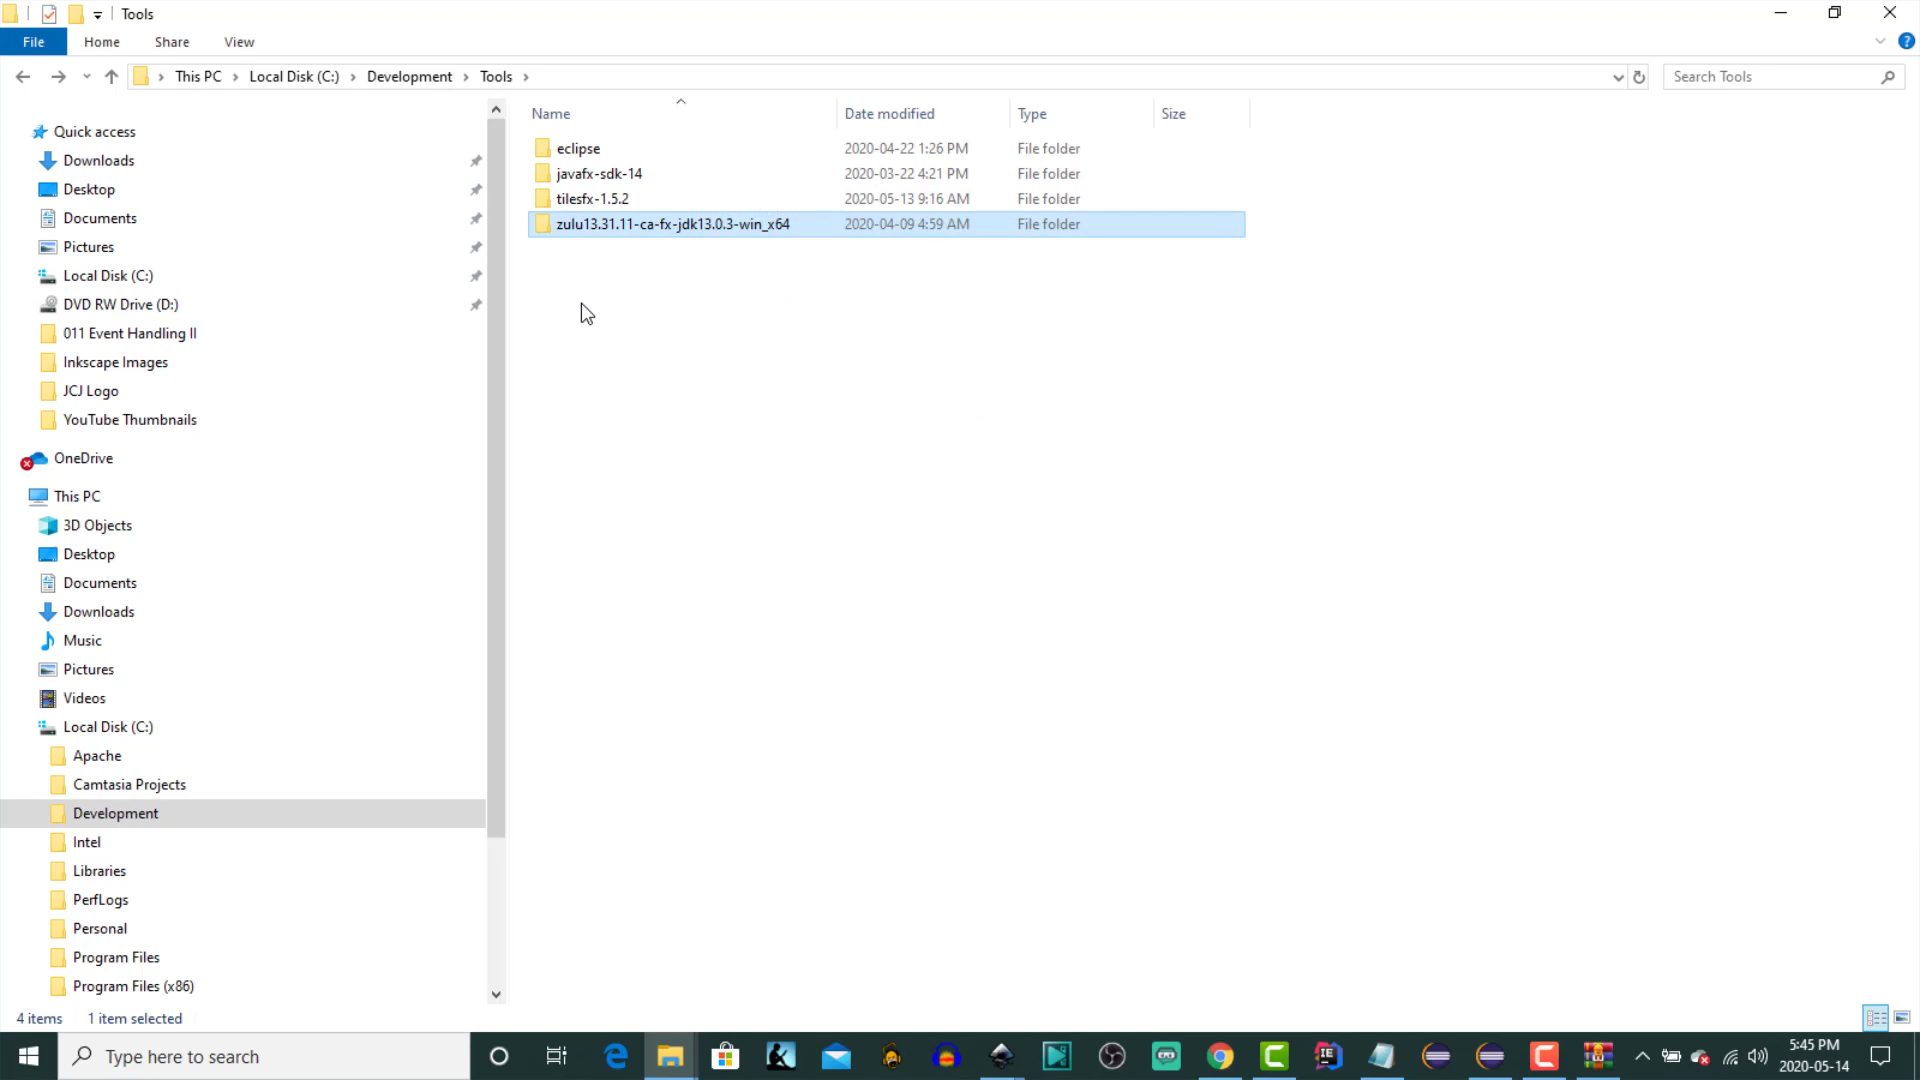 Tools
File Home Share View
This PC Local Disk (C:) Development Tools
Search Tools
Name Date modified Type Size
eclipse 2020-04-22 1:26 PM File folder
javafx-sdk-14 2020-03-22 4:21 PM File folder
tilesfx-1.5.2 2020-05-13 9:16 AM File folder
zulu13.31.11-ca-fx-jdk13.0.3-win_x64 2020-04-09 4:59 AM File folder
Quick access
Downloads
Desktop
Documents
Pictures
Local Disk (C:)
DVD RW Drive (D:)
011 Event Handling II
Inkscape Images
JCJ Logo
YouTube Thumbnails
OneDrive
This PC
3D Objects
Desktop
Documents
Downloads
Music
Pictures
Videos
Local Disk (C:)
Apache
Camtasia Projects
Development
Intel
Libraries
PerfLogs
Personal
Program Files
Program Files (x86)
4 items 1 item selected
Type here to search
5:45 PM
2020-05-14